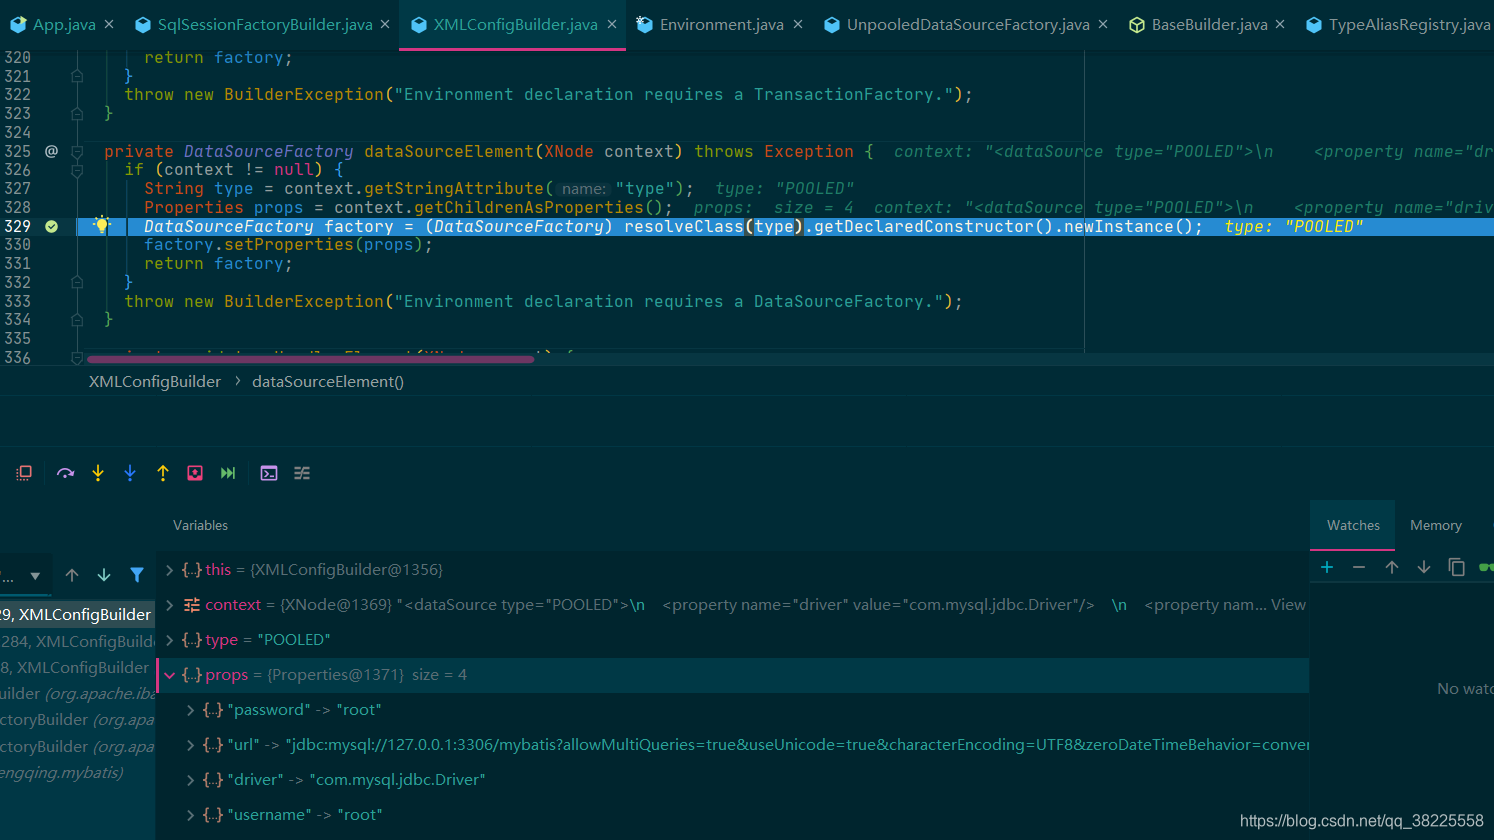 App.java × SqlSessionFactoryBuilder.java × XMLConfigBuilder.java × Environment.java × UnpooledDataSourceFactory.java × BaseBuilder.java × TypeAliasRegistry.java
320 return factory;
321 }
322 throw new BuilderException("Environment declaration requires a TransactionFactory.");
323 }
324
325 @ private DataSourceFactory dataSourceElement(XNode context) throws Exception { context: "<dataSource type="POOLED">\n <property name="dri
326 if (context != null) {
327 String type = context.getStringAttribute( name: "type"); type: "POOLED"
328 Properties props = context.getChildrenAsProperties(); props: size = 4 context: "<dataSource type="POOLED">\n <property name="driv
329 DataSourceFactory factory = (DataSourceFactory) resolveClass(type).getDeclaredConstructor().newInstance(); type: "POOLED"
330 factory.setProperties(props);
331 return factory;
332 }
333 throw new BuilderException("Environment declaration requires a DataSourceFactory.");
334 }
335
336
XMLConfigBuilder > dataSourceElement()
Variables
Watches Memory
...
this = {XMLConfigBuilder@1356}
29, XMLConfigBuilder
context = {XNode@1369} "<dataSource type="POOLED">\n <property name="driver" value="com.mysql.jdbc.Driver"/> \n <property nam... View
284, XMLConfigBuild
type = "POOLED"
8, XMLConfigBuilder
props = {Properties@1371} size = 4
uilder (org.apache.iba
No watc
"password" -> "root"
ctoryBuilder (org.apa
"url" -> "jdbc:mysql://127.0.0.1:3306/mybatis?allowMultiQueries=true&useUnicode=true&characterEncoding=UTF8&zeroDateTimeBehavior=conver
ctoryBuilder (org.apa
engqing.mybatis)
"driver" -> "com.mysql.jdbc.Driver"
"username" -> "root"
https://blog.csdn.net/qq_38225558